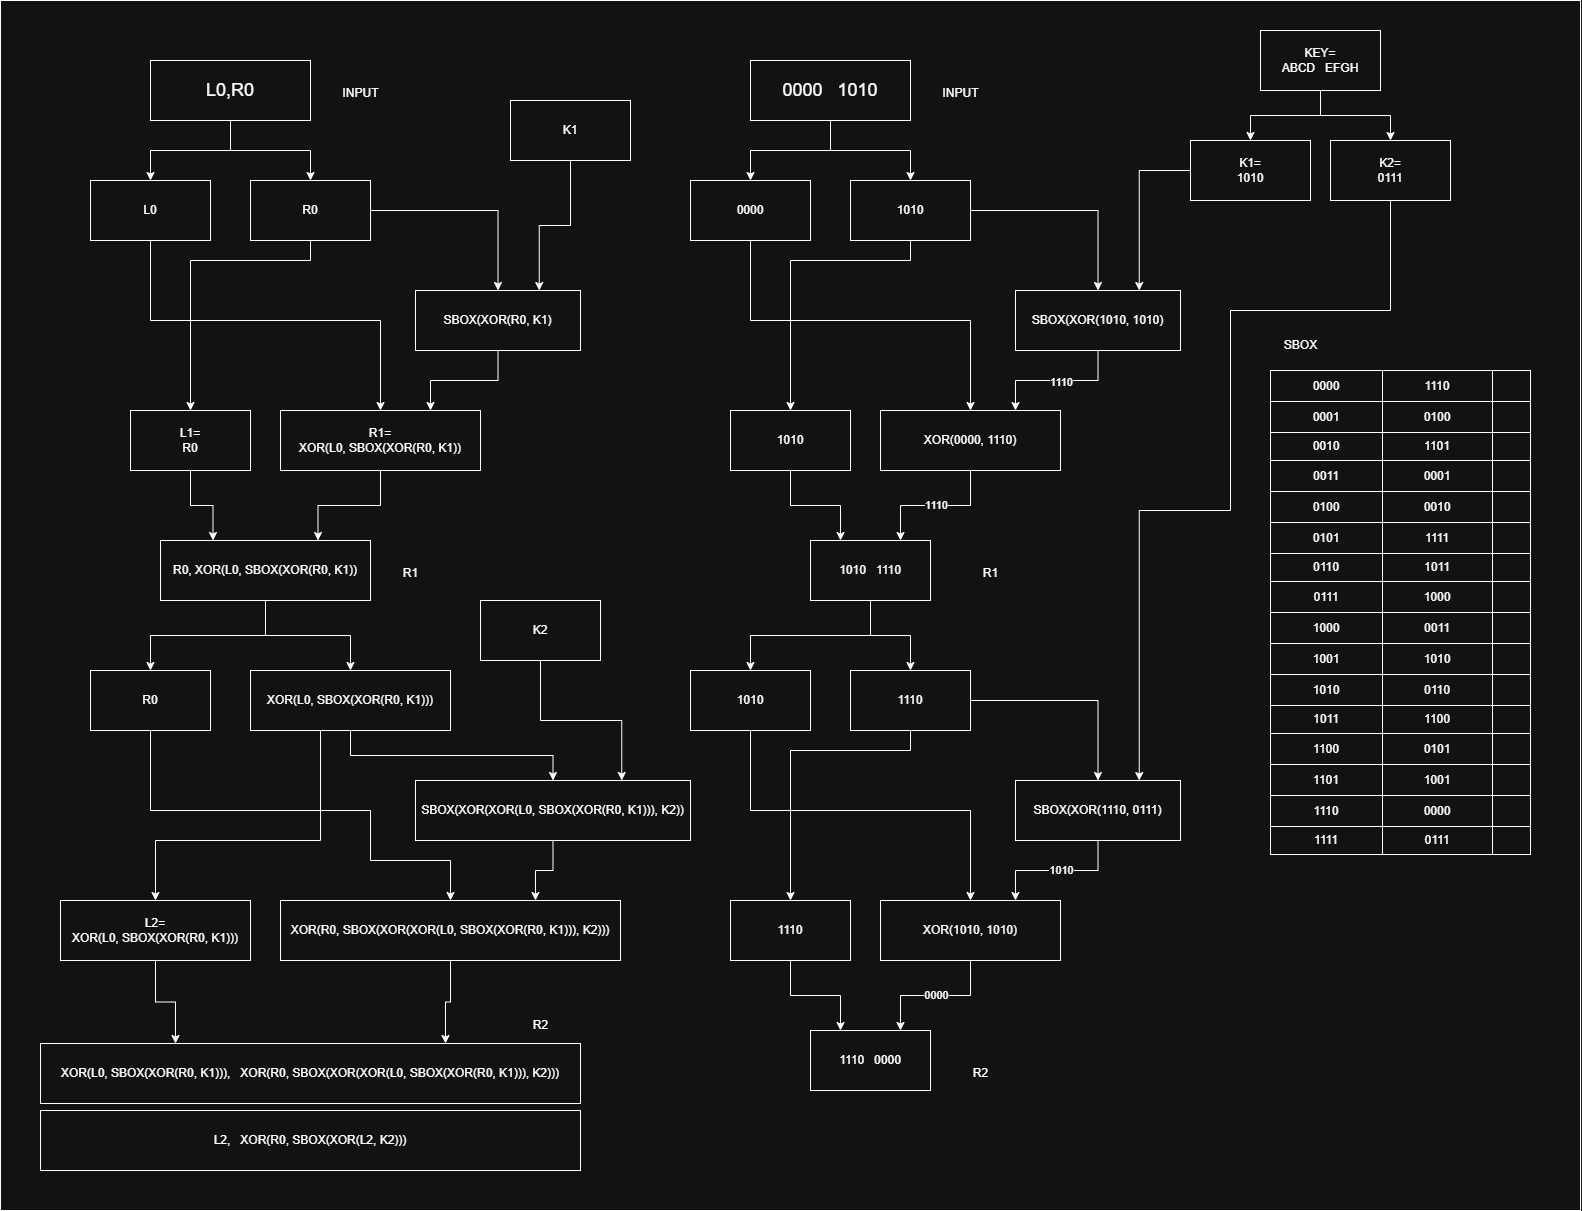 L0,R0
INPUT
K1
L0
R0
SBOX(XOR(R0, K1)
L1=
R0
R1=
XOR(L0, SBOX(XOR(R0, K1))
R0, XOR(L0, SBOX(XOR(R0, K1))
R1
K2
R0
XOR(L0, SBOX(XOR(R0, K1)))
SBOX(XOR(XOR(L0, SBOX(XOR(R0, K1))), K2))
L2=
XOR(L0, SBOX(XOR(R0, K1)))
XOR(R0, SBOX(XOR(XOR(L0, SBOX(XOR(R0, K1))), K2)))
R2
XOR(L0, SBOX(XOR(R0, K1))),   XOR(R0, SBOX(XOR(XOR(L0, SBOX(XOR(R0, K1))), K2)))
L2,   XOR(R0, SBOX(XOR(L2, K2)))
0000   1010
INPUT
0000
1010
SBOX(XOR(1010, 1010)
1110
1010
XOR(0000, 1110)
1110
1010   1110
R1
1010
1110
SBOX(XOR(1110, 0111)
1010
1110
XOR(1010, 1010)
0000
1110   0000
R2
KEY=
ABCD   EFGH
K1=
1010
K2=
0111
SBOX
0000 1110
0001 0100
0010 1101
0011 0001
0100 0010
0101 1111
0110 1011
0111 1000
1000 0011
1001 1010
1010 0110
1011 1100
1100 0101
1101 1001
1110 0000
1111 0111